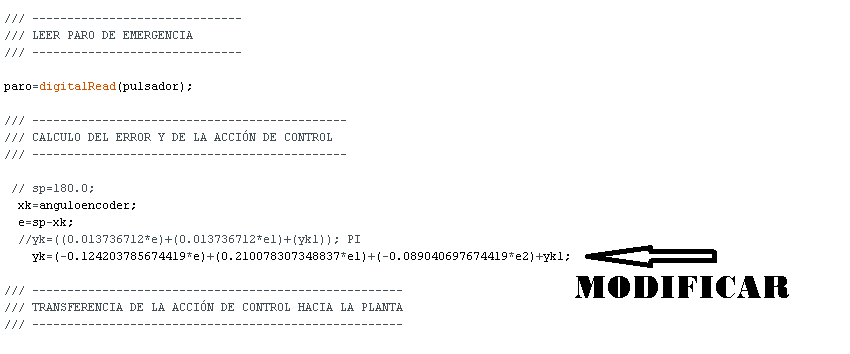 /// ------------------------------
/// LEER PARO DE EMERGENCIA
/// ------------------------------
paro=digitalRead(pulsador);
/// ---------------------------------------------
/// CALCULO DEL ERROR Y DE LA ACCIÓN DE CONTROL
/// ---------------------------------------------
// sp=180.0;
xk=anguloencoder;
e=sp-xk;
//yk=((0.013736712*e)+(0.013736712*e1)+(yk1)); PI
yk=(-0.124203785674419*e)+(0.210078307348837*e1)+(-0.089040697674419*e2)+yk1;
MODIFICAR
/// -----------------------------------------------------
/// TRANSFERENCIA DE LA ACCIÓN DE CONTROL HACIA LA PLANTA
/// -----------------------------------------------------